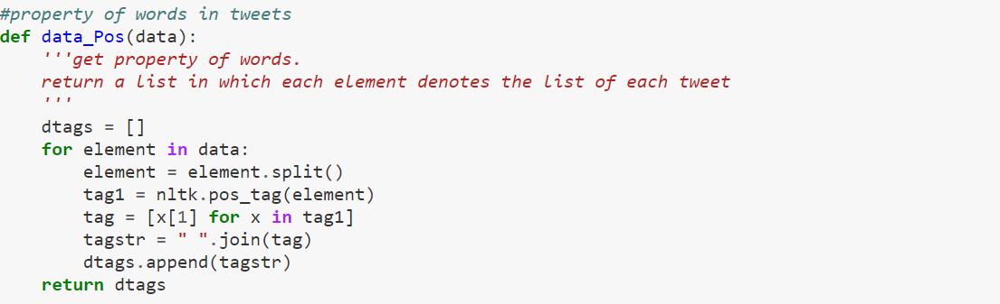 #property of words in tweets
def data_Pos(data):
    '''get property of words.
    return a list in which each element denotes the list of each tweet
    '''
    dtags = []
    for element in data:
        element = element.split()
        tag1 = nltk.pos_tag(element)
        tag = [x[1] for x in tag1]
        tagstr = " ".join(tag)
        dtags.append(tagstr)
    return dtags